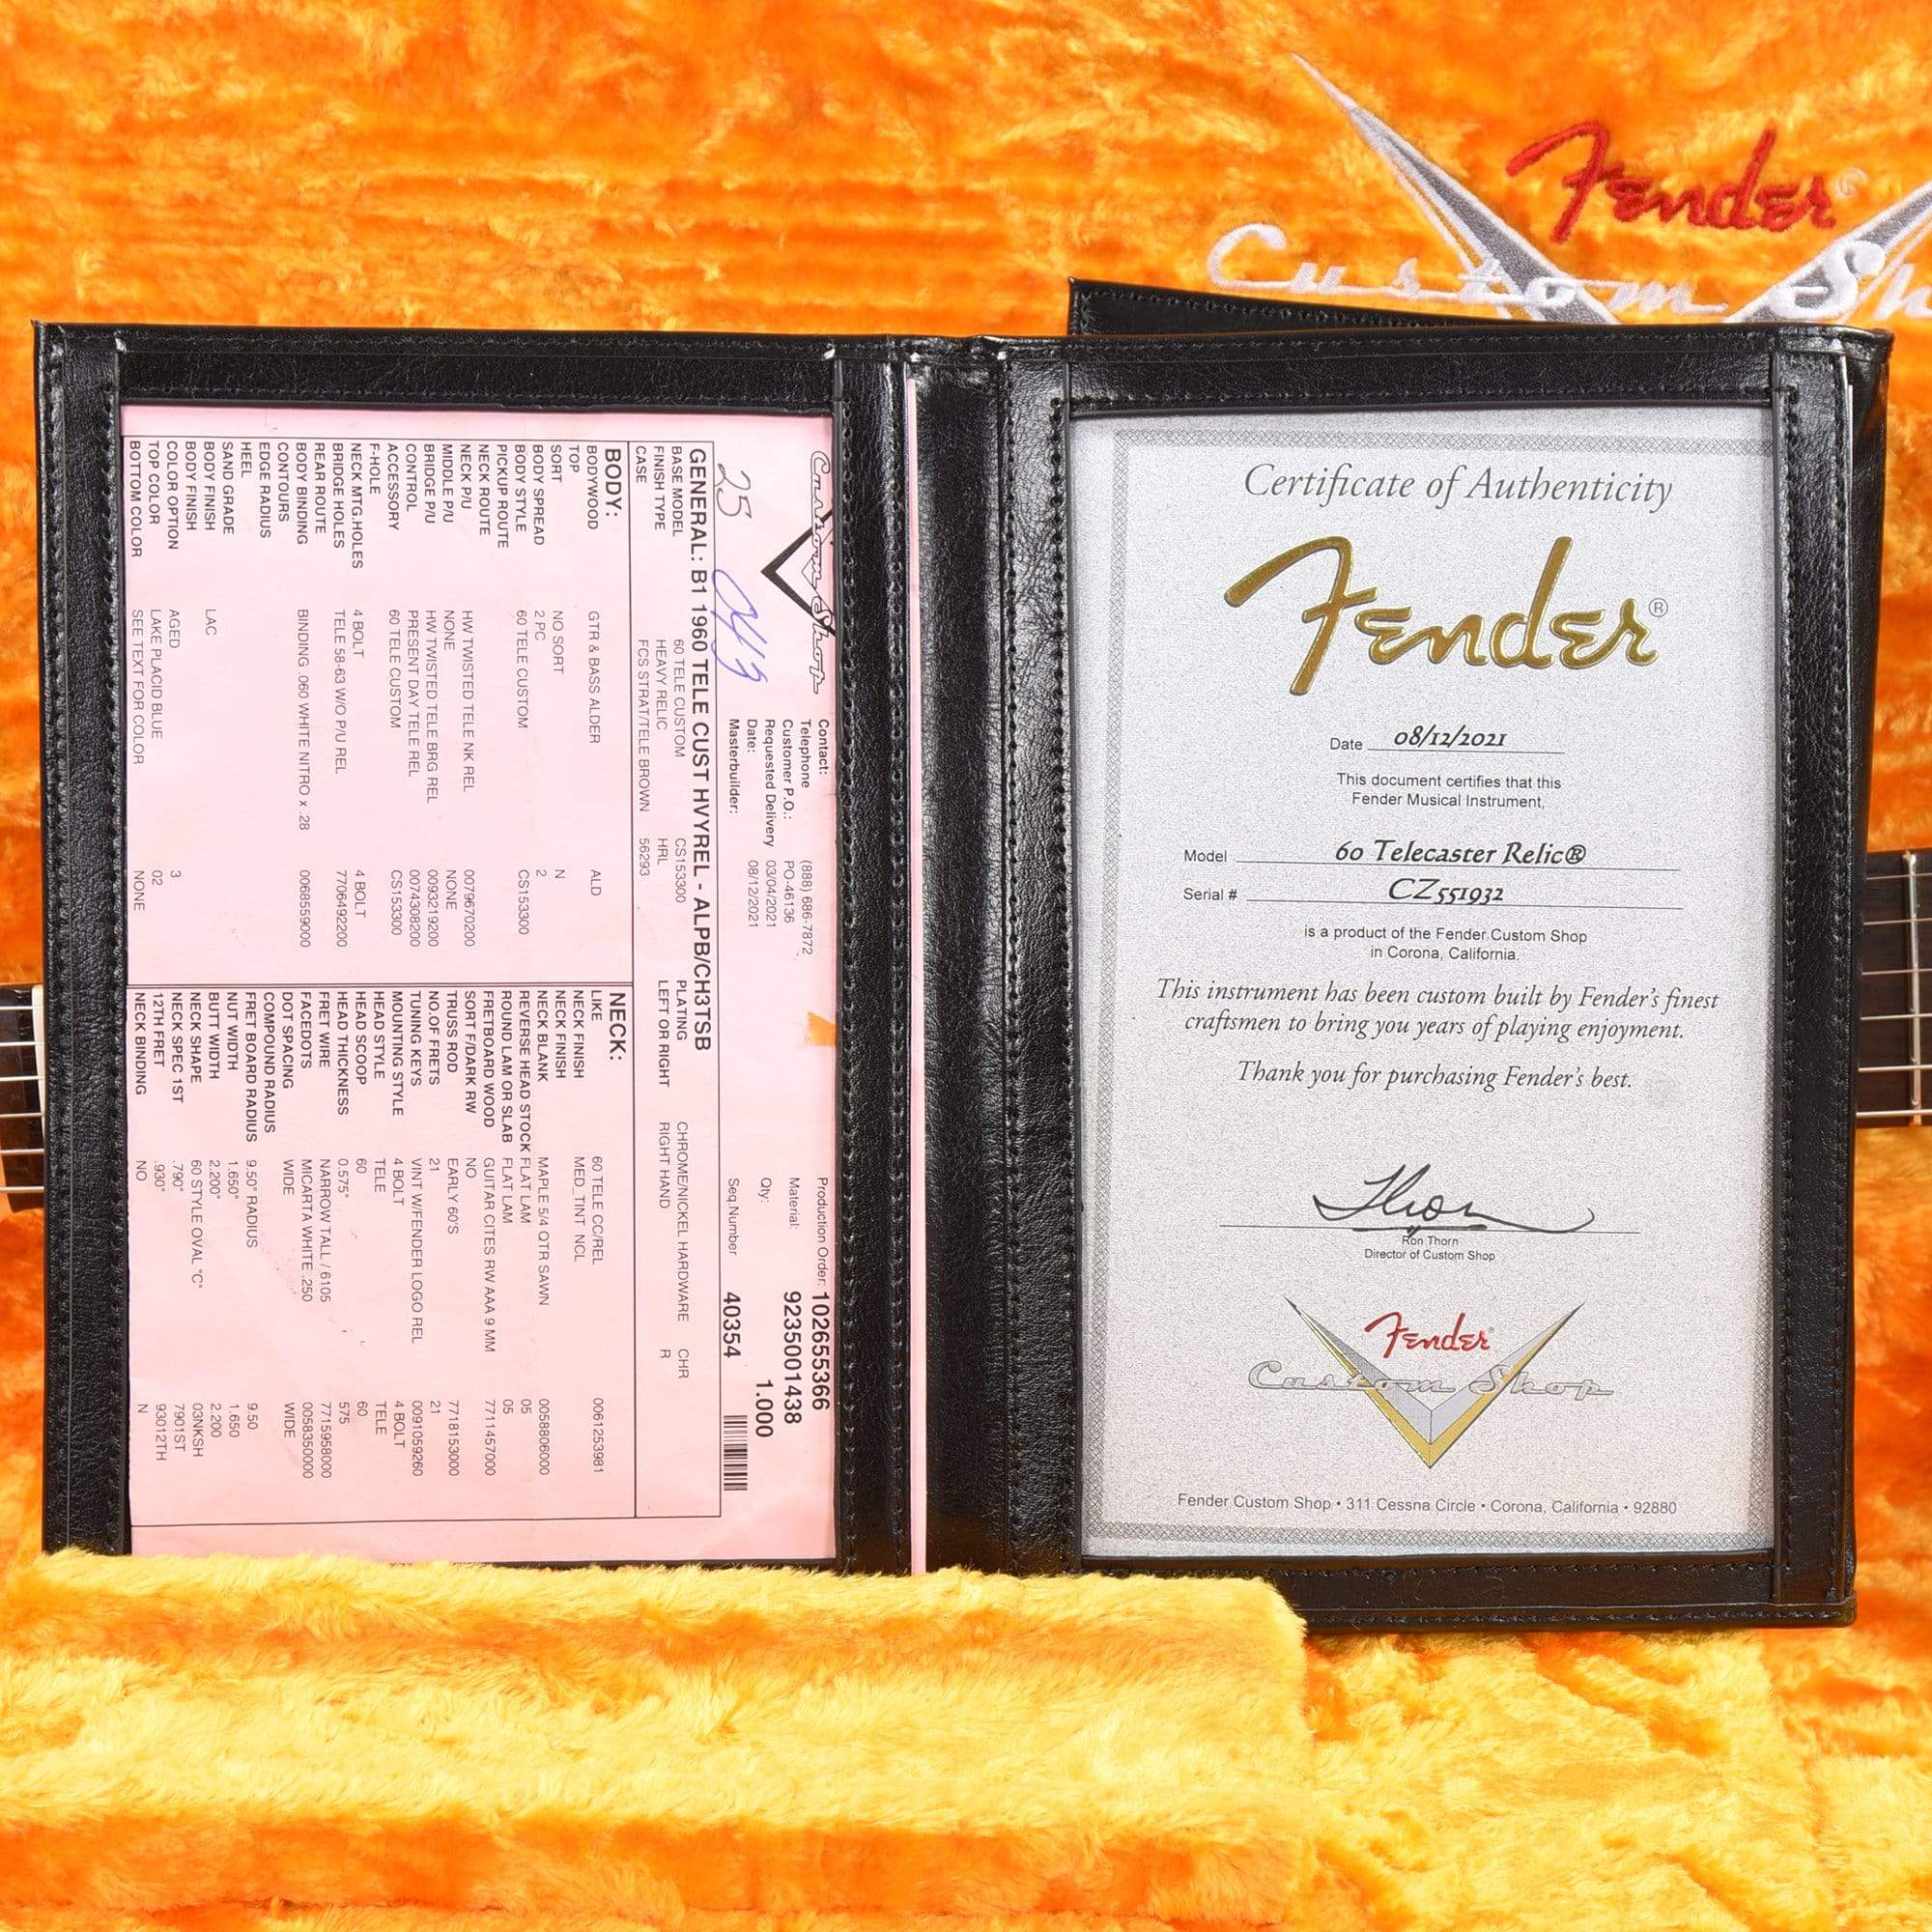 Fender®
Custom Sh
Custom Shop
Contact:
Telephone (888) 686-7872
Customer P.O.: PO-46136
Requested Delivery 03/04/2021
Date: 08/12/2021
Masterbuilder:
Production Order: 102655366
Material: 9235001438
Qty: 1.000
Seq.Number 40354
25
GENERAL: B1 1960 TELE CUST HVYREL - ALPB/CH3TSB
BASE MODEL 60 TELE CUSTOM CS153300 PLATING CHROME/NICKEL HARDWARE CHR
FINISH TYPE HEAVY RELIC HRL LEFT OR RIGHT RIGHT HAND R
CASE FCS STRAT/TELE BROWN 56293
BODY:
BODYWOOD GTR & BASS ALDER ALD
TOP
SORT NO SORT N
BODY SPREAD 2 PC 2
BODY STYLE 60 TELE CUSTOM CS153300
PICKUP ROUTE
NECK ROUTE
NECK P/U HW TWISTED TELE NK REL 0079670200
MIDDLE P/U NONE NONE
BRIDGE P/U HW TWISTED TELE BRG REL 0093219200
CONTROL PRESENT DAY TELE REL 0074308200
ACCESSORY 60 TELE CUSTOM CS153300
F-HOLE
NECK MTG.HOLES 4 BOLT 4 BOLT
BRIDGE HOLES TELE 58-63 W/O P/U REL 7706492200
REAR ROUTE
BODY BINDING BINDING .060 WHITE NITRO x .28 0068559000
CONTOURS
EDGE RADIUS
HEEL
SAND GRADE
BODY FINISH LAC
BODY FINISH
COLOR OPTION AGED 3
TOP COLOR LAKE PLACID BLUE 02
BOTTOM COLOR SEE TEXT FOR COLOR NONE
NECK:
LIKE 60 TELE CC/REL 0061253981
NECK FINISH MED_TINT NCL
NECK FINISH
NECK BLANK MAPLE 5/4 QTR SAWN 0058806000
REVERSE HEAD STOCK FLAT LAM 05
ROUND LAM OR SLAB FLAT LAM 05
FRETBOARD WOOD GUITAR CITES RW AAA 9 MM 7711457000
SORT F/DARK RW NO
TRUSS ROD EARLY 60'S 7718153000
NO.OF FRETS 21 21
TUNING KEYS VINT W/FENDER LOGO REL 0091059260
MOUNTING STYLE 4 BOLT 4 BOLT
HEAD STYLE TELE TELE
HEAD SCOOP 60 60
HEAD THICKNESS 0.575" 575
FRET WIRE NARROW TALL / 6105 7715958000
FACEDOTS MICARTA WHITE .250 0058350000
DOT SPACING WIDE WIDE
COMPOUND RADIUS
FRET BOARD RADIUS 9.50" RADIUS 9.50
NUT WIDTH 1.650" 1.650
BUTT WIDTH 2.200" 2.200
NECK SHAPE 60 STYLE OVAL "C" 03NKSH
NECK SPEC 1ST .790" 7901ST
12TH FRET .930" 93012TH
NECK BINDING NO N
Certificate of Authenticity
Fender®
Date 08/12/2021
This document certifies that this
Fender Musical Instrument,
Model 60 Telecaster Relic®
Serial # CZ551932
is a product of the Fender Custom Shop
in Corona, California.
This instrument has been custom built by Fender's finest
craftsmen to bring you years of playing enjoyment.
Thank you for purchasing Fender's best.
Thorn
Ron Thorn
Director of Custom Shop
Fender®
Custom Shop
Fender Custom Shop • 311 Cessna Circle • Corona, California • 92880